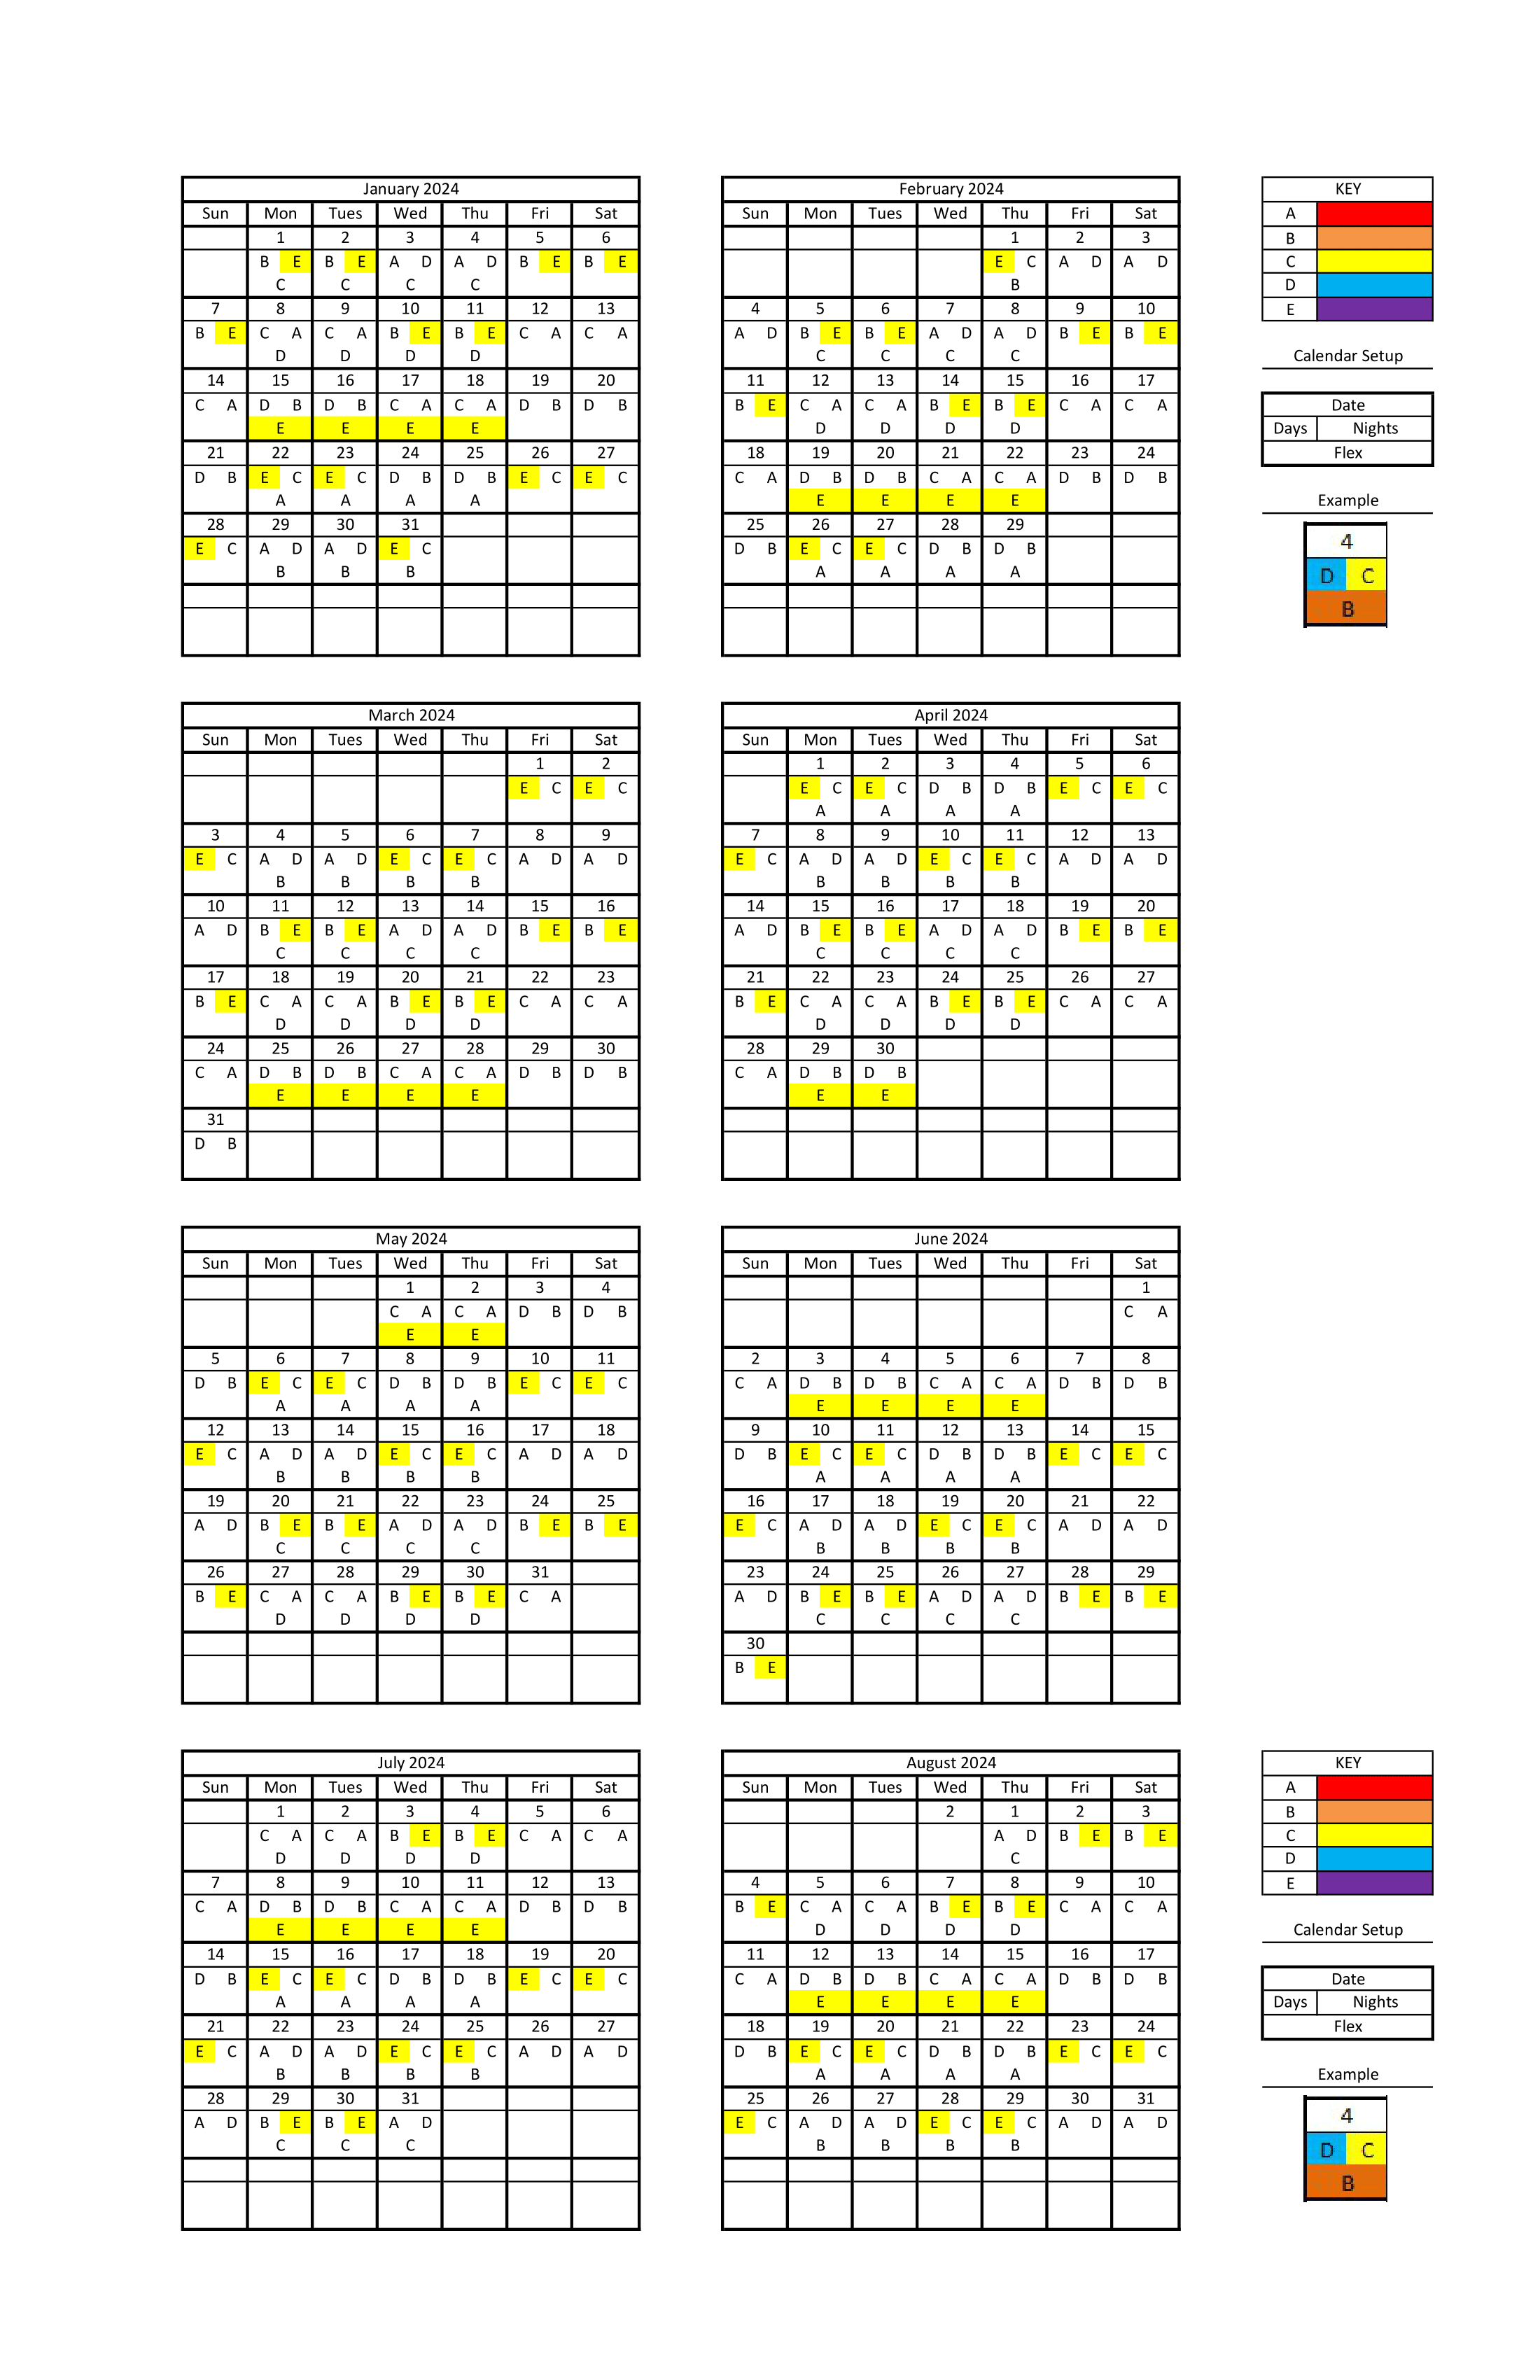 January 2024
Sun Mon Tues Wed Thu Fri Sat
1 2 3 4 5 6
B E B E A D A D B E B E
C C C C
7 8 9 10 11 12 13
B E C A C A B E B E C A C A
D D D D
14 15 16 17 18 19 20
C A D B D B C A C A D B D B
E E E E
21 22 23 24 25 26 27
D B E C E C D B D B E C E C
A A A A
28 29 30 31
E C A D A D E C
B B B
February 2024
Sun Mon Tues Wed Thu Fri Sat
1 2 3
E C A D A D
B
4 5 6 7 8 9 10
A D B E B E A D A D B E B E
C C C C
11 12 13 14 15 16 17
B E C A C A B E B E C A C A
D D D D
18 19 20 21 22 23 24
C A D B D B C A C A D B D B
E E E E
25 26 27 28 29
D B E C E C D B D B
A A A A
KEY
A
B
C
D
E
Calendar Setup
Date
Days Nights
Flex
Example
4
D C
B
March 2024
Sun Mon Tues Wed Thu Fri Sat
1 2
E C E C
3 4 5 6 7 8 9
E C A D A D E C E C A D A D
B B B B
10 11 12 13 14 15 16
A D B E B E A D A D B E B E
C C C C
17 18 19 20 21 22 23
B E C A C A B E B E C A C A
D D D D
24 25 26 27 28 29 30
C A D B D B C A C A D B D B
E E E E
31
D B
April 2024
Sun Mon Tues Wed Thu Fri Sat
1 2 3 4 5 6
E C E C D B D B E C E C
A A A A
7 8 9 10 11 12 13
E C A D A D E C E C A D A D
B B B B
14 15 16 17 18 19 20
A D B E B E A D A D B E B E
C C C C
21 22 23 24 25 26 27
B E C A C A B E B E C A C A
D D D D
28 29 30
C A D B D B
E E
May 2024
Sun Mon Tues Wed Thu Fri Sat
1 2 3 4
C A C A D B D B
E E
5 6 7 8 9 10 11
D B E C E C D B D B E C E C
A A A A
12 13 14 15 16 17 18
E C A D A D E C E C A D A D
B B B B
19 20 21 22 23 24 25
A D B E B E A D A D B E B E
C C C C
26 27 28 29 30 31
B E C A C A B E B E C A
D D D D
June 2024
Sun Mon Tues Wed Thu Fri Sat
1
C A
2 3 4 5 6 7 8
C A D B D B C A C A D B D B
E E E E
9 10 11 12 13 14 15
D B E C E C D B D B E C E C
A A A A
16 17 18 19 20 21 22
E C A D A D E C E C A D A D
B B B B
23 24 25 26 27 28 29
A D B E B E A D A D B E B E
C C C C
30
B E
July 2024
Sun Mon Tues Wed Thu Fri Sat
1 2 3 4 5 6
C A C A B E B E C A C A
D D D D
7 8 9 10 11 12 13
C A D B D B C A C A D B D B
E E E E
14 15 16 17 18 19 20
D B E C E C D B D B E C E C
A A A A
21 22 23 24 25 26 27
E C A D A D E C E C A D A D
B B B B
28 29 30 31
A D B E B E A D
C C C
August 2024
Sun Mon Tues Wed Thu Fri Sat
2 1 2 3
A D B E B E
C
4 5 6 7 8 9 10
B E C A C A B E B E C A C A
D D D D
11 12 13 14 15 16 17
C A D B D B C A C A D B D B
E E E E
18 19 20 21 22 23 24
D B E C E C D B D B E C E C
A A A A
25 26 27 28 29 30 31
E C A D A D E C E C A D A D
B B B B
KEY
A
B
C
D
E
Calendar Setup
Date
Days Nights
Flex
Example
4
D C
B